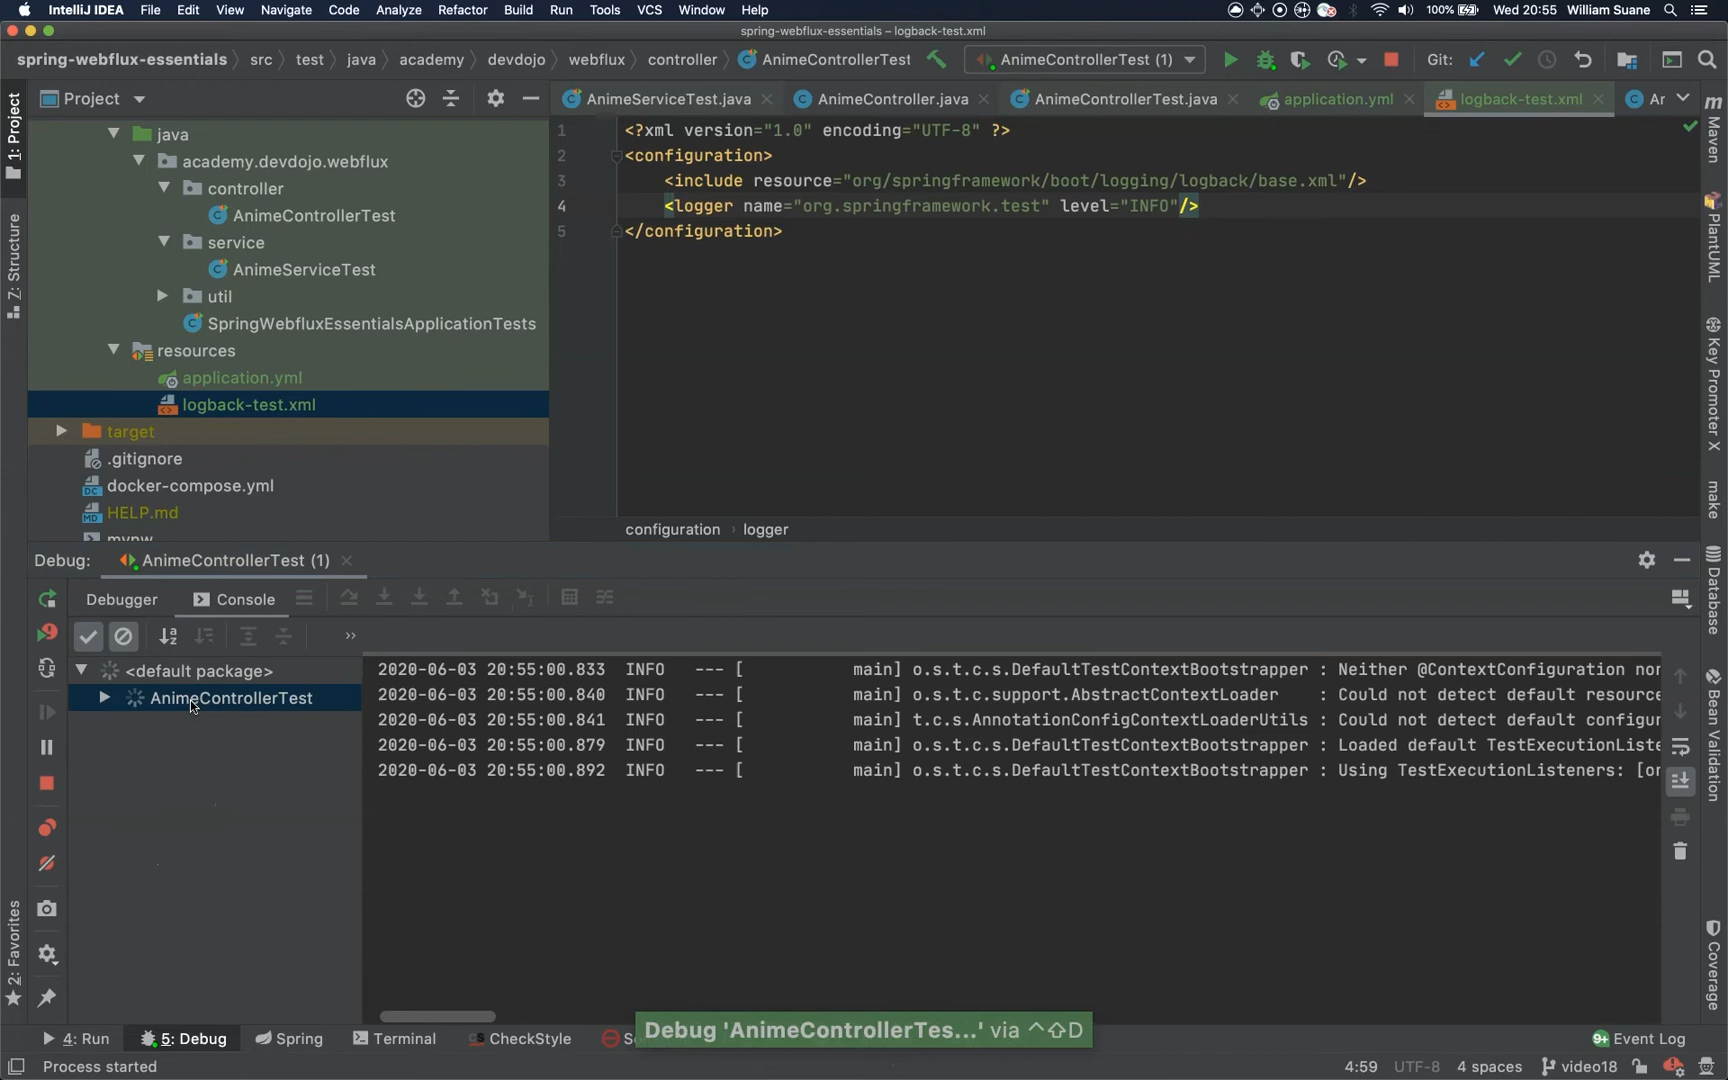 IntelliJ IDEA File Edit View Navigate Code Analyze Refactor Build Run Tools VCS Window Help 100% Wed 20:55 William Suane
spring-webflux-essentials – logback-test.xml
spring-webflux-essentials src test java academy devdojo webflux controller AnimeControllerTest AnimeControllerTest (1) Git:
1: Project
Project
AnimeServiceTest.java AnimeController.java AnimeControllerTest.java application.yml logback-test.xml Ar
java
academy.devdojo.webflux
controller
AnimeControllerTest
service
AnimeServiceTest
util
SpringWebfluxEssentialsApplicationTests
resources
application.yml
logback-test.xml
target
.gitignore
docker-compose.yml
HELP.md
mvnw
1 <?xml version="1.0" encoding="UTF-8" ?>
2 <configuration>
3 <include resource="org/springframework/boot/logging/logback/base.xml"/>
4 <logger name="org.springframework.test" level="INFO"/>
5 </configuration>
configuration › logger
Z: Structure
2: Favorites
m Maven
PlantUML
Key Promoter X
make
Database
Bean Validation
Coverage
Debug: AnimeControllerTest (1)
Debugger Console
<default package>
AnimeControllerTest
2020-06-03 20:55:00.833 INFO --- [ main] o.s.t.c.s.DefaultTestContextBootstrapper : Neither @ContextConfiguration nor
2020-06-03 20:55:00.840 INFO --- [ main] o.s.t.c.support.AbstractContextLoader : Could not detect default resource
2020-06-03 20:55:00.841 INFO --- [ main] t.c.s.AnnotationConfigContextLoaderUtils : Could not detect default configur
2020-06-03 20:55:00.879 INFO --- [ main] o.s.t.c.s.DefaultTestContextBootstrapper : Loaded default TestExecutionListe
2020-06-03 20:55:00.892 INFO --- [ main] o.s.t.c.s.DefaultTestContextBootstrapper : Using TestExecutionListeners: [or
Debug 'AnimeControllerTes...' via ^⇧D
4: Run 5: Debug Spring Terminal CheckStyle 9+ Event Log
Process started 4:59 UTF-8 4 spaces video18